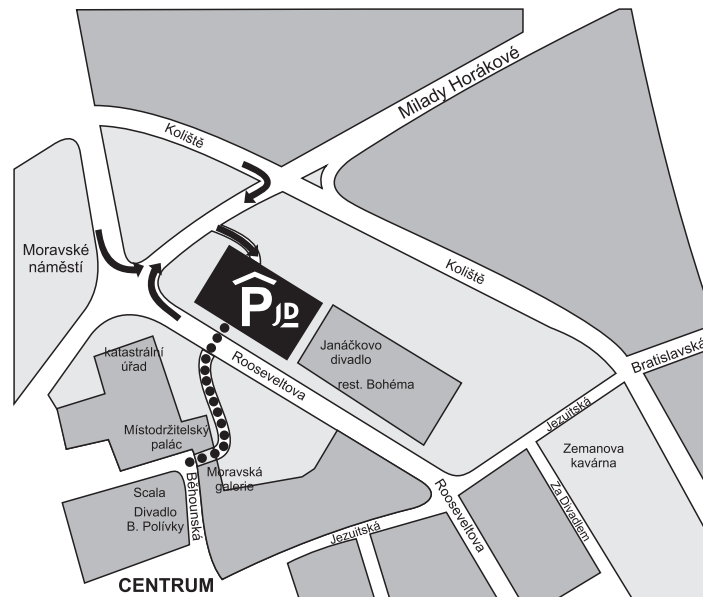 Milady Horákové
Koliště
Moravské
náměstí
Koliště
P JD
Janáčkovo
divadlo
rest. Bohéma
Bratislavská
katastrální
úřad
Rooseveltova
Místodržitelský
palác
Jezuitská
Zemanova
kavárna
Moravská
galerie
Běhounská
Scala
Divadlo
B. Polívky
Rooseveltova
Za Divadlem
Jezuitská
CENTRUM